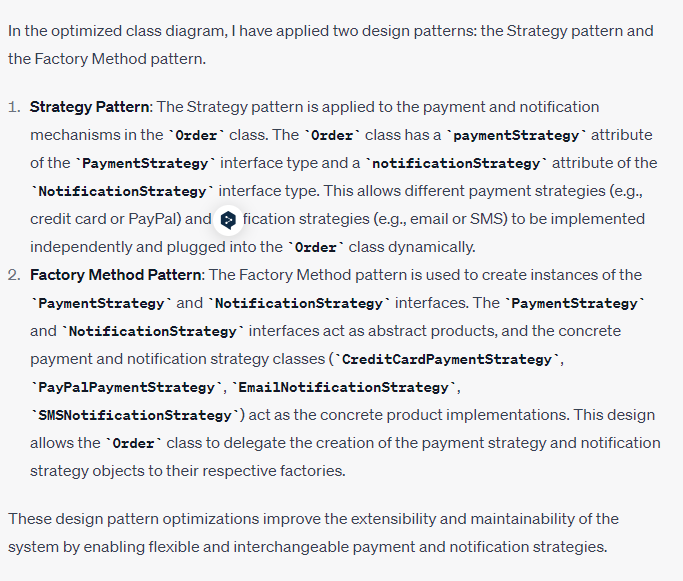 In the optimized class diagram, I have applied two design patterns: the Strategy pattern and
the Factory Method pattern.
1. Strategy Pattern: The Strategy pattern is applied to the payment and notification
mechanisms in the `Order` class. The `Order` class has a `paymentStrategy` attribute
of the `PaymentStrategy` interface type and a `notificationStrategy` attribute of the
`NotificationStrategy` interface type. This allows different payment strategies (e.g.,
credit card or PayPal) and fication strategies (e.g., email or SMS) to be implemented
independently and plugged into the `Order` class dynamically.
2. Factory Method Pattern: The Factory Method pattern is used to create instances of the
`PaymentStrategy` and `NotificationStrategy` interfaces. The `PaymentStrategy`
and `NotificationStrategy` interfaces act as abstract products, and the concrete
payment and notification strategy classes (`CreditCardPaymentStrategy`,
`PayPalPaymentStrategy`, `EmailNotificationStrategy`,
`SMSNotificationStrategy`) act as the concrete product implementations. This design
allows the `Order` class to delegate the creation of the payment strategy and notification
strategy objects to their respective factories.
These design pattern optimizations improve the extensibility and maintainability of the
system by enabling flexible and interchangeable payment and notification strategies.